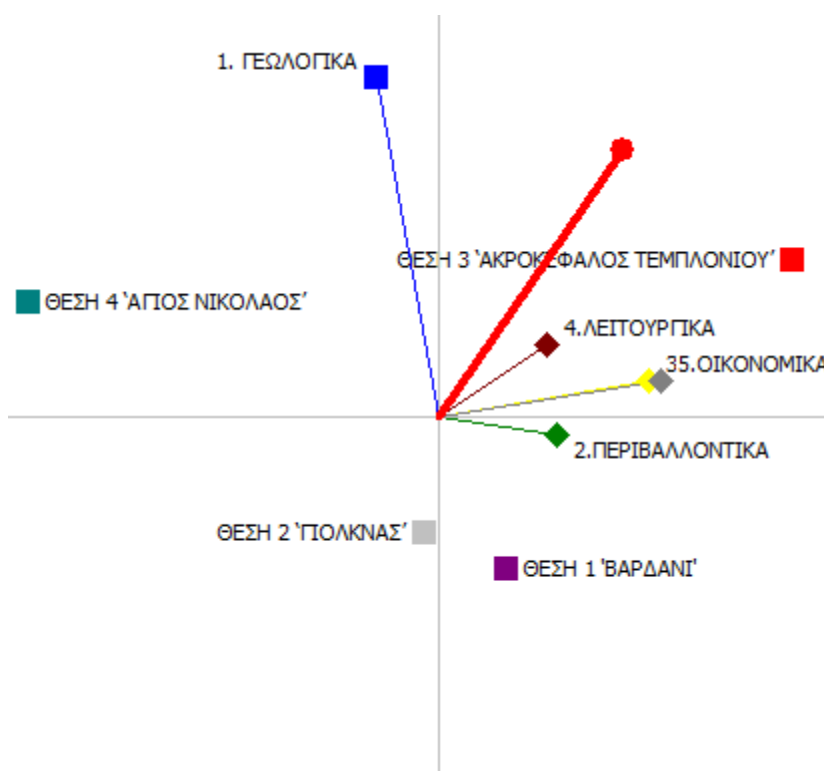 1. ΓΕΩΛΟΓΙΚΑ
ΘΕΣΗ 3 'ΑΚΡΟΚΕΦΑΛΟΣ ΤΕΜΠΛΟΝΙΟΥ'
ΘΕΣΗ 4 'ΑΓΙΟΣ ΝΙΚΟΛΑΟΣ'
4.ΛΕΙΤΟΥΡΓΙΚΑ
35.ΟΙΚΟΝΟΜΙΚΑ
2.ΠΕΡΙΒΑΛΛΟΝΤΙΚΑ
ΘΕΣΗ 2 'ΓΙΟΛΚΝΑΣ'
ΘΕΣΗ 1 'ΒΑΡΔΑΝΙ'